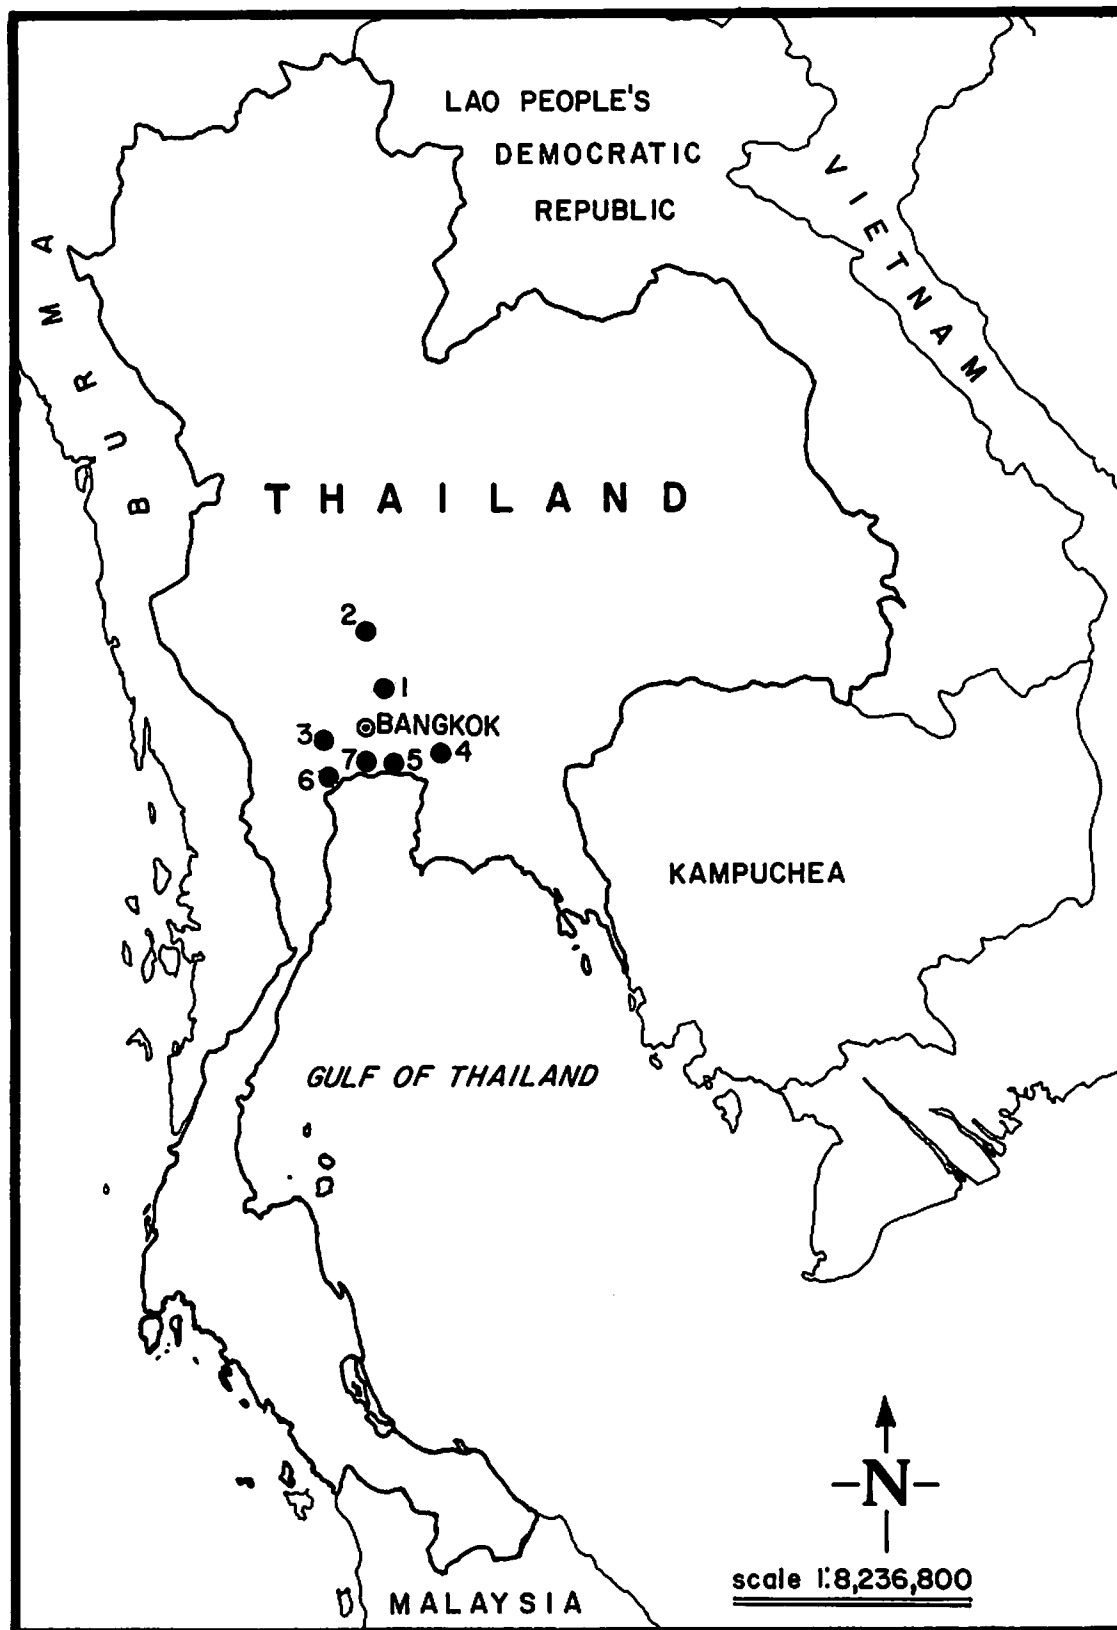 LAO PEOPLE'S
DEMOCRATIC
REPUBLIC
VIETNAM
BURMA
THAILAND
2
1
BANGKOK
3
4
7
5
6
KAMPUCHEA
GULF OF THAILAND
N
scale 1:8,236,800
MALAYSIA